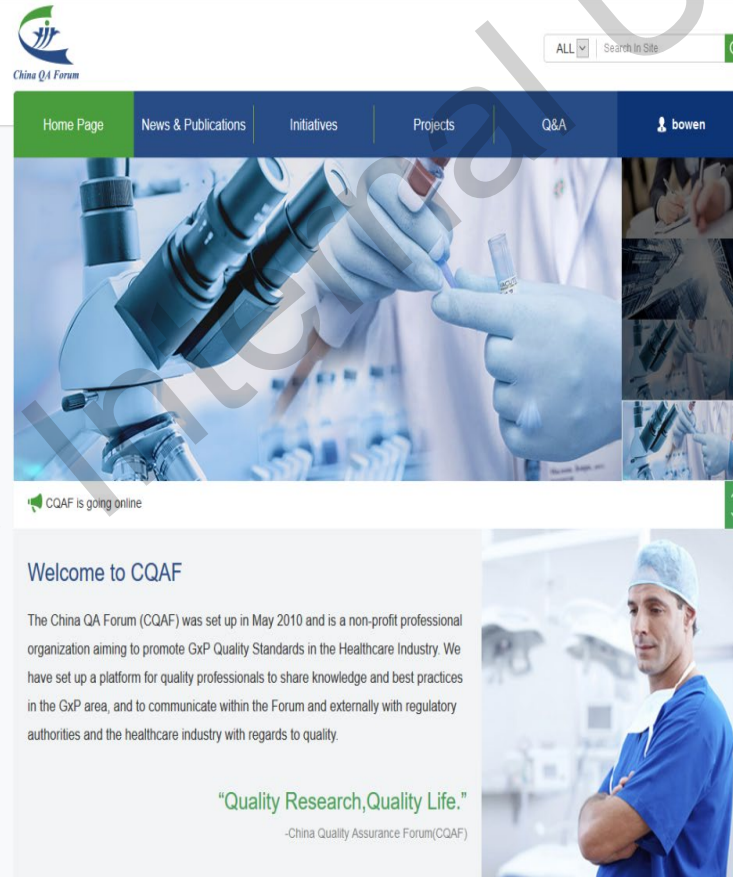 China QA Forum
ALL Search In Site
Home Page News & Publications Initiatives Projects Q&A bowen
Internal U
CQAF is going online
Welcome to CQAF
The China QA Forum (CQAF) was set up in May 2010 and is a non-profit professional
organization aiming to promote GxP Quality Standards in the Healthcare Industry. We
have set up a platform for quality professionals to share knowledge and best practices
in the GxP area, and to communicate within the Forum and externally with regulatory
authorities and the healthcare industry with regards to quality.
“Quality Research,Quality Life.”
-China Quality Assurance Forum(CQAF)